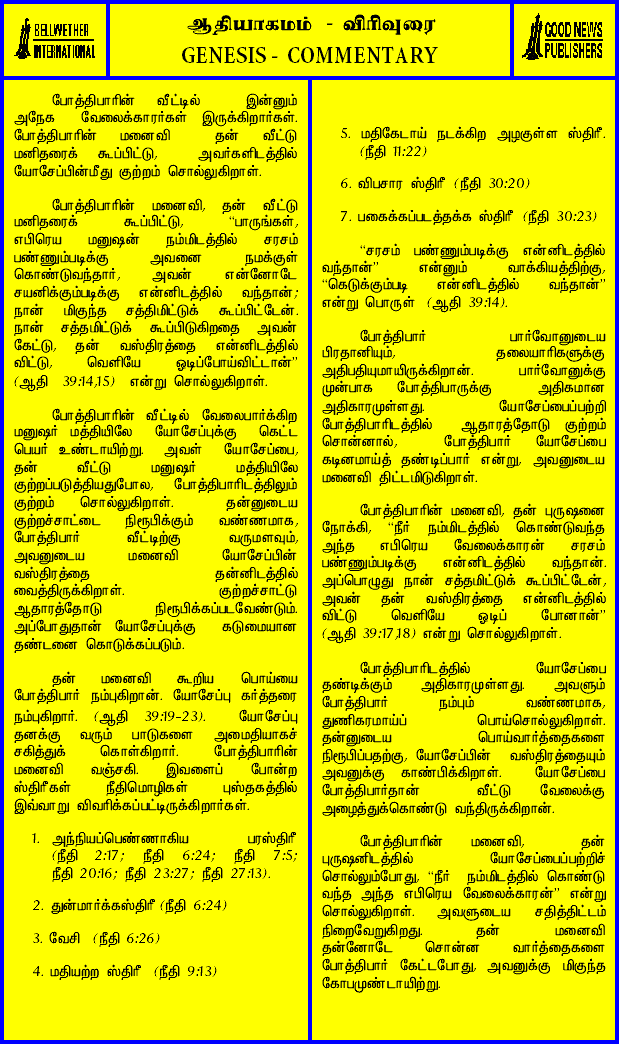 BELLWETHER
INTERNATIONAL
ஆதியாகமம் - விரிவுரை
GENESIS - COMMENTARY
GOOD NEWS
PUBLISHERS
போத்திபாரின் வீட்டில் இன்னும்
அநேக வேலைக்காரர்கள் இருக்கிறார்கள்.
போத்திபாரின் மனைவி தன் வீட்டு
மனிதரைக் கூப்பிட்டு, அவர்களிடத்தில்
யோசேப்பின்மீது குற்றம் சொல்லுகிறாள்.
போத்திபாரின் மனைவி, தன் வீட்டு
மனிதரைக் கூப்பிட்டு, “பாருங்கள்,
எபிரெய மனுஷன் நம்மிடத்தில் சரசம்
பண்ணும்படிக்கு அவனை நமக்குள்
கொண்டுவந்தார், அவன் என்னோடே
சயனிக்கும்படிக்கு என்னிடத்தில் வந்தான்;
நான் மிகுந்த சத்தமிட்டுக் கூப்பிட்டேன்.
நான் சத்தமிட்டுக் கூப்பிடுகிறதை அவன்
கேட்டு, தன் வஸ்திரத்தை என்னிடத்தில்
விட்டு, வெளியே ஒடிப்போய்விட்டான்”
(ஆதி 39:14,15) என்று சொல்லுகிறாள்.
போத்திபாரின் வீட்டில் வேலைபார்க்கிற
மனுஷர் மத்தியிலே யோசேப்புக்கு கெட்ட
பெயர் உண்டாயிற்று. அவள் யோசேப்பை,
தன் வீட்டு மனுஷர் மத்தியிலே
குற்றப்படுத்தியதுபோல, போத்திபாரிடத்திலும்
குற்றம் சொல்லுகிறாள். தன்னுடைய
குற்றச்சாட்டை நிரூபிக்கும் வண்ணமாக,
போத்திபார் வீட்டிற்கு வருமளவும்,
அவனுடைய மனைவி யோசேப்பின்
வஸ்திரத்தை தன்னிடத்தில்
வைத்திருக்கிறாள். குற்றச்சாட்டு
ஆதாரத்தோடு நிரூபிக்கப்படவேண்டும்.
அப்போதுதான் யோசேப்புக்கு கடுமையான
தண்டனை கொடுக்கப்படும்.
தன் மனைவி கூறிய பொய்யை
போத்திபார் நம்புகிறான். யோசேப்பு கர்த்தரை
நம்புகிறார். (ஆதி 39:19-23). யோசேப்பு
தனக்கு வரும் பாடுகளை அமைதியாகச்
சகித்துக் கொள்கிறார். போத்திபாரின்
மனைவி வஞ்சகி. இவளைப் போன்ற
ஸ்திரீகள் நீதிமொழிகள் புஸ்தகத்தில்
இவ்வாறு விவரிக்கப்பட்டிருக்கிறார்கள்.
1. அந்நியப்பெண்ணாகிய பரஸ்திரீ
(நீதி 2:17; நீதி 6:24; நீதி 7:5;
நீதி 20:16; நீதி 23:27; நீதி 27:13).
2. துன்மார்க்கஸ்திரீ (நீதி 6:24)
3. வேசி (நீதி 6:26)
4. மதியற்ற ஸ்திரீ (நீதி 9:13)
5. மதிகேடாய் நடக்கிற அழகுள்ள ஸ்திரீ.
(நீதி 11:22)
6. விபசார ஸ்திரீ (நீதி 30:20)
7. பகைக்கப்படத்தக்க ஸ்திரீ (நீதி 30:23)
“சரசம் பண்ணும்படிக்கு என்னிடத்தில்
வந்தான்” என்னும் வாக்கியத்திற்கு,
“கெடுக்கும்படி என்னிடத்தில் வந்தான்”
என்று பொருள் (ஆதி 39:14).
போத்திபார் பார்வோனுடைய
பிரதானியும், தலையாரிகளுக்கு
அதிபதியுமாயிருக்கிறான். பார்வோனுக்கு
முன்பாக போத்திபாருக்கு அதிகமான
அதிகாரமுள்ளது. யோசேப்பைப்பற்றி
போத்திபாரிடத்தில் ஆதாரத்தோடு குற்றம்
சொன்னால், போத்திபார் யோசேப்பை
கடினமாய்த் தண்டிப்பார் என்று, அவனுடைய
மனைவி திட்டமிடுகிறாள்.
போத்திபாரின் மனைவி, தன் புருஷனை
நோக்கி, “நீர் நம்மிடத்தில் கொண்டுவந்த
அந்த எபிரெய வேலைக்காரன் சரசம்
பண்ணும்படிக்கு என்னிடத்தில் வந்தான்.
அப்பொழுது நான் சத்தமிட்டுக் கூப்பிட்டேன்,
அவன் தன் வஸ்திரத்தை என்னிடத்தில்
விட்டு வெளியே ஒடிப் போனான்”
(ஆதி 39:17,18) என்று சொல்லுகிறாள்.
போத்திபாரிடத்தில் யோசேப்பை
தண்டிக்கும் அதிகாரமுள்ளது. அவளும்
போத்திபார் நம்பும் வண்ணமாக,
துணிகரமாய்ப் பொய்சொல்லுகிறாள்.
தன்னுடைய பொய்வார்த்தைகளை
நிரூபிப்பதற்கு, யோசேப்பின் வஸ்திரத்தையும்
அவனுக்கு காண்பிக்கிறாள். யோசேப்பை
போத்திபார்தான் வீட்டு வேலைக்கு
அழைத்துக்கொண்டு வந்திருக்கிறான்.
போத்திபாரின் மனைவி, தன்
புருஷனிடத்தில் யோசேப்பைப்பற்றிச்
சொல்லும்போது, “நீர் நம்மிடத்தில் கொண்டு
வந்த அந்த எபிரெய வேலைக்காரன்” என்று
சொல்லுகிறாள். அவளுடைய சதித்திட்டம்
நிறைவேறுகிறது. தன் மனைவி
தன்னோடே சொன்ன வார்த்தைகளை
போத்திபார் கேட்டபோது, அவனுக்கு மிகுந்த
கோபமுண்டாயிற்று.